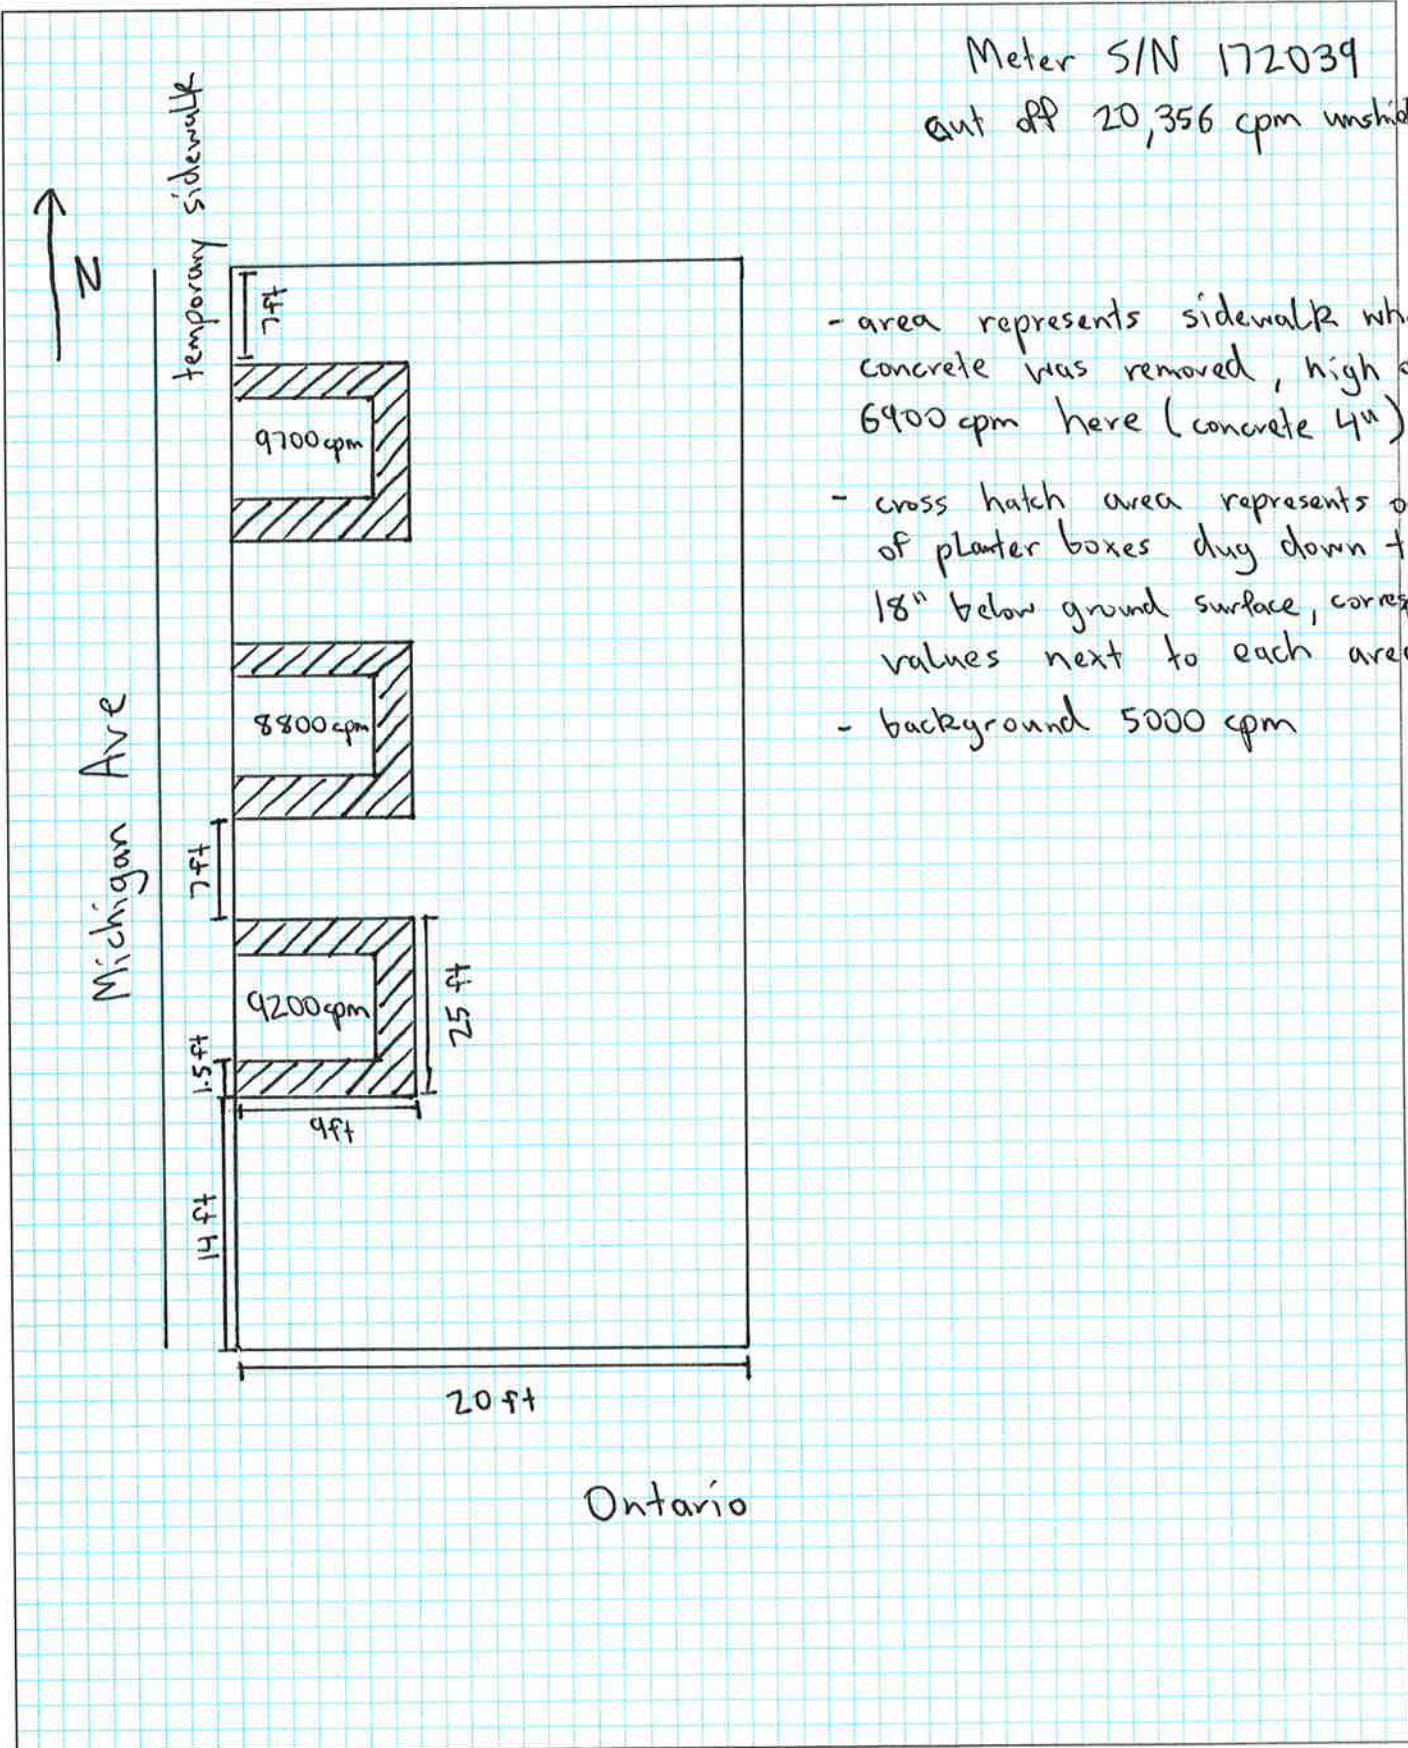 Meter S/N 172039
cut off 20,356 cpm
temporary sidewalk
N
7ft
- area represents sidewalk
concrete was removed, high
6900 cpm here (concrete 4")
9700 cpm
- cross hatch area represents
of planter boxes dug down
18" below ground surface,
values next to each
- background 5000 cpm
8800 cpm
Michigan Ave
7ft
9200 cpm
25 ft
1.5ft
9ft
14 ft
20 ft
Ontario